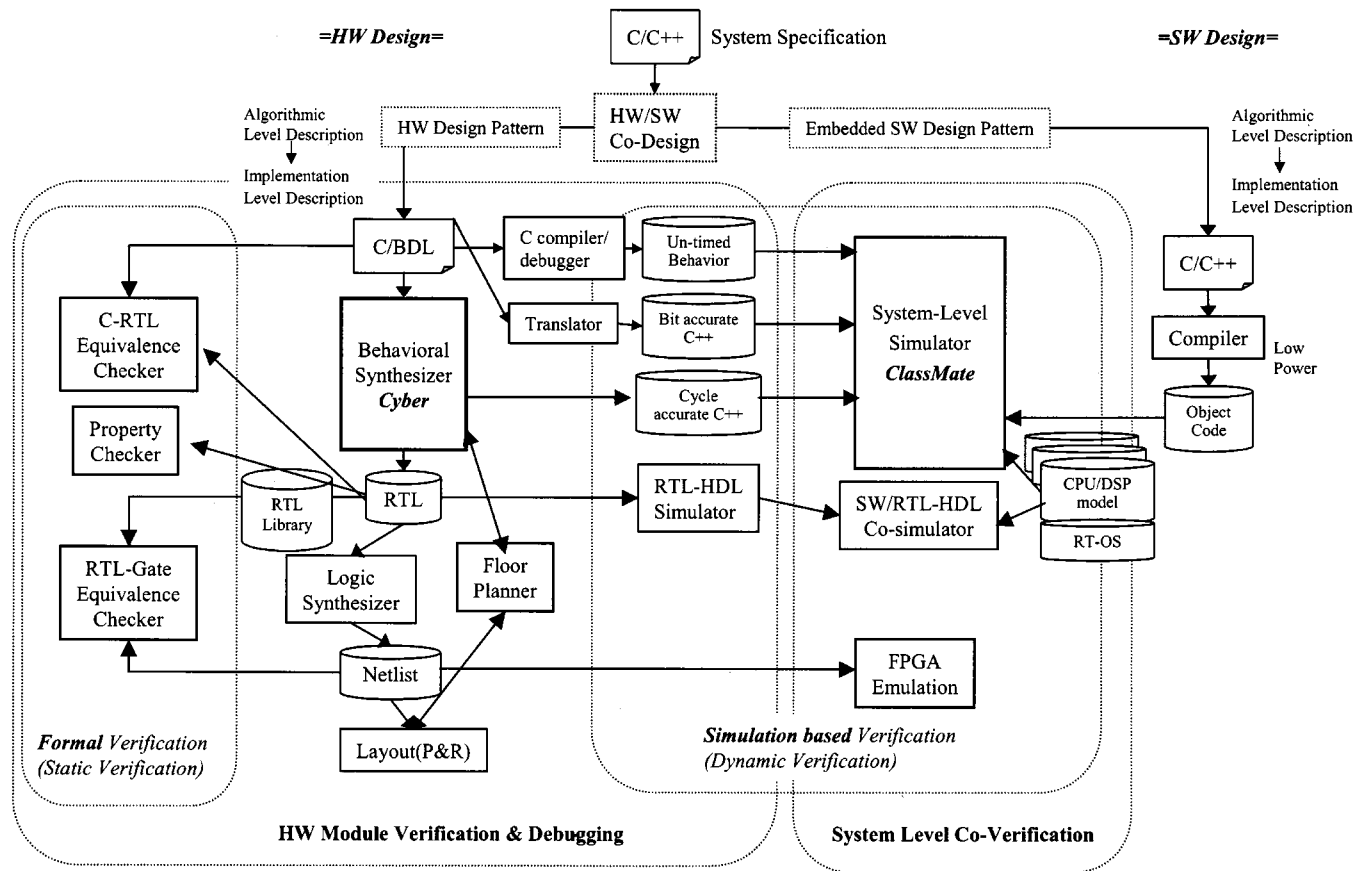 =HW Design=
C/C++
System Specification
=SW Design=
Algorithmic
Level Description
Implementation
Level Description
HW Design Pattern
HW/SW
Co-Design
Embedded SW Design Pattern
Algorithmic
Level Description
Implementation
Level Description
C/BDL
C compiler/
debugger
Un-timed
Behavior
C/C++
C-RTL
Equivalence
Checker
Behavioral
Synthesizer
Cyber
Translator
Bit accurate
C++
System-Level
Simulator
ClassMate
Compiler
Low
Power
Cycle
accurate C++
Object
Code
Property
Checker
RTL
Library
RTL
RTL-HDL
Simulator
SW/RTL-HDL
Co-simulator
CPU/DSP
model
RT-OS
RTL-Gate
Equivalence
Checker
Logic
Synthesizer
Floor
Planner
Netlist
FPGA
Emulation
Layout(P&R)
Formal Verification
(Static Verification)
Simulation based Verification
(Dynamic Verification)
HW Module Verification & Debugging
System Level Co-Verification